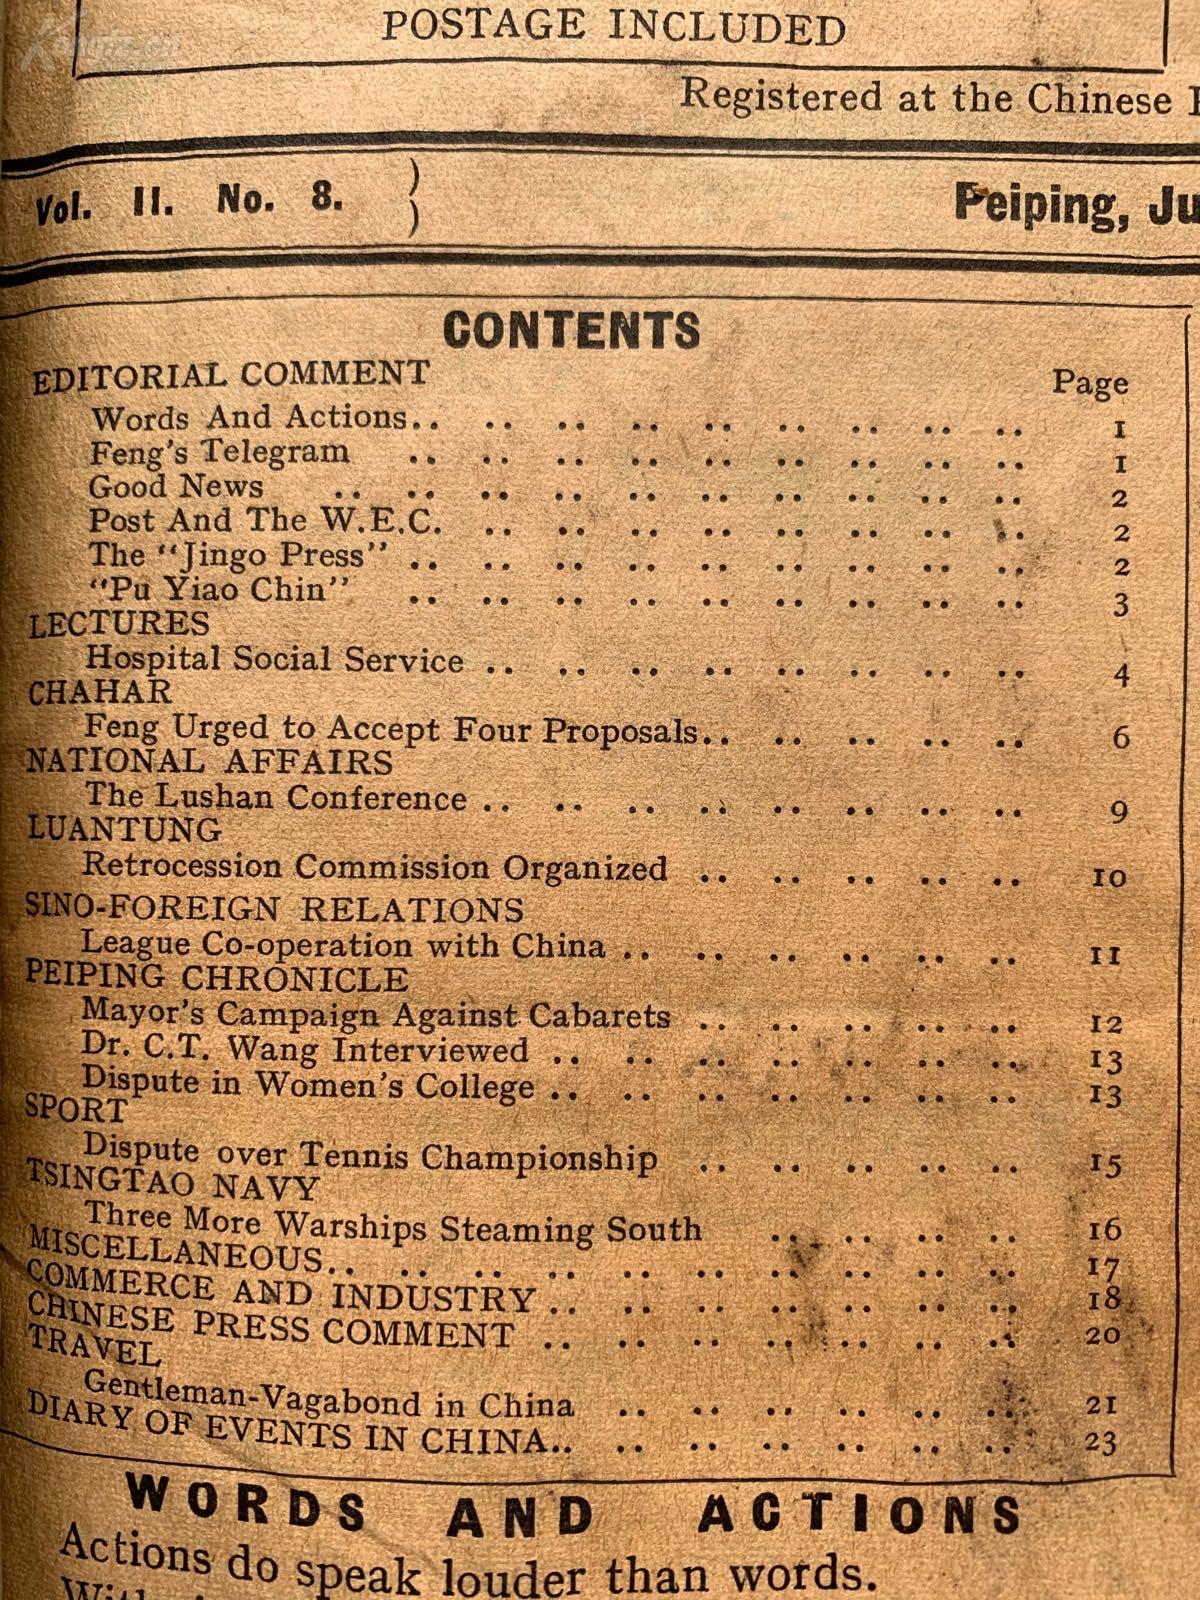 POSTAGE INCLUDED
Registered at the Chinese
Vol. II. No. 8.
Peiping,
CONTENTS
EDITORIAL COMMENT Page
Words And Actions.. .. .. .. .. .. .. .. .. 1
Feng's Telegram .. .. .. .. .. .. .. .. .. 1
Good News .. .. .. .. .. .. .. .. .. .. 2
Post And The W.E.C. .. .. .. .. .. .. .. .. 2
The "Jingo Press" .. .. .. .. .. .. .. .. .. 2
"Pu Yiao Chin" .. .. .. .. .. .. .. .. .. 3
LECTURES
Hospital Social Service .. .. .. .. .. .. .. .. 4
CHAHAR
Feng Urged to Accept Four Proposals.. .. .. .. .. 6
NATIONAL AFFAIRS
The Lushan Conference .. .. .. .. .. .. .. .. 9
LUANTUNG
Retrocession Commission Organized .. .. .. .. .. 10
SINO-FOREIGN RELATIONS
League Co-operation with China .. .. .. .. .. .. 11
PEIPING CHRONICLE
Mayor's Campaign Against Cabarets .. .. .. .. .. 12
Dr. C.T. Wang Interviewed .. .. .. .. .. .. .. 13
Dispute in Women's College .. .. .. .. .. .. .. 13
SPORT
Dispute over Tennis Championship .. .. .. .. .. 15
TSINGTAO NAVY
Three More Warships Steaming South .. .. .. .. 16
MISCELLANEOUS.. .. .. .. .. .. .. .. .. .. 17
COMMERCE AND INDUSTRY .. .. .. .. .. .. .. 18
CHINESE PRESS COMMENT .. .. .. .. .. .. .. 20
TRAVEL
Gentleman-Vagabond in China .. .. .. .. .. .. 21
DIARY OF EVENTS IN CHINA.. .. .. .. .. .. .. 23
WORDS AND ACTIONS
Actions do speak louder than words.